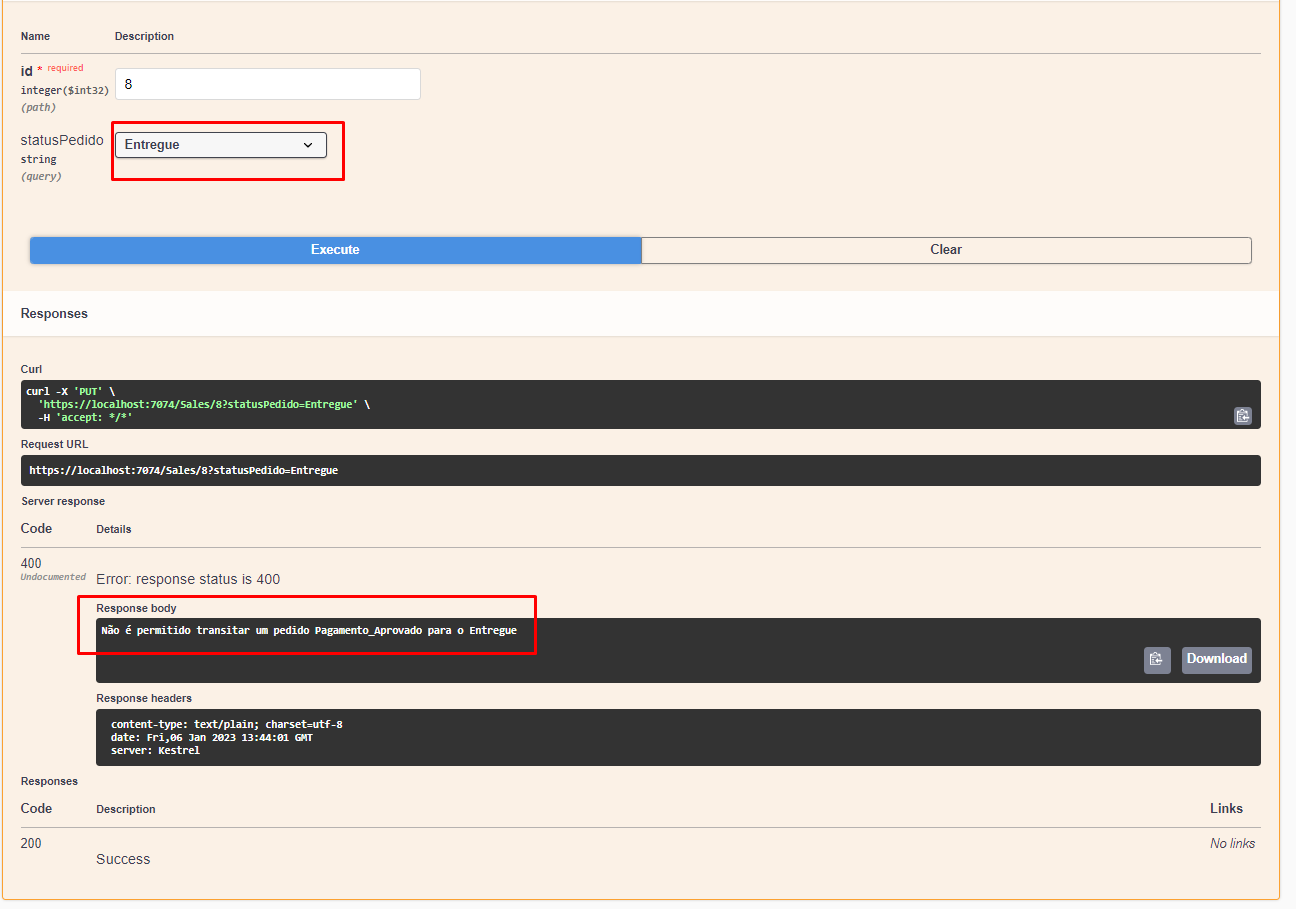 Name Description
id * required
integer($int32)
(path)
8
statusPedido
string
(query)
Entregue
Execute Clear
Responses
Curl
curl -X 'PUT' \
'https://localhost:7074/Sales/8?statusPedido=Entregue' \
-H 'accept: */*'
Request URL
https://localhost:7074/Sales/8?statusPedido=Entregue
Server response
Code Details
400
Undocumented
Error: response status is 400
Response body
Não é permitido transitar um pedido Pagamento_Aprovado para o Entregue
Download
Response headers
content-type: text/plain; charset=utf-8
date: Fri,06 Jan 2023 13:44:01 GMT
server: Kestrel
Responses
Code Description Links
200 No links
Success